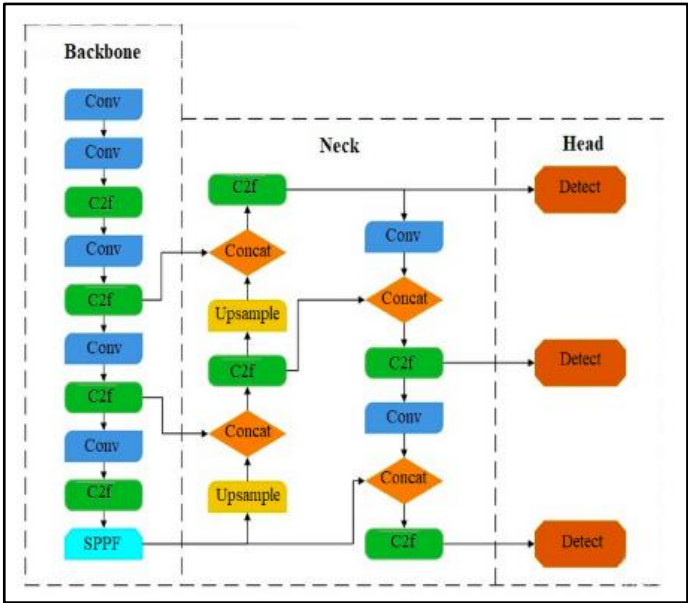 Backbone
Conv
Conv
C2f
Conv
C2f
Conv
C2f
Conv
C2f
SPPF
Neck
C2f
Concat
Upsample
C2f
Concat
Upsample
Conv
Concat
C2f
Conv
Concat
C2f
Head
Detect
Detect
Detect